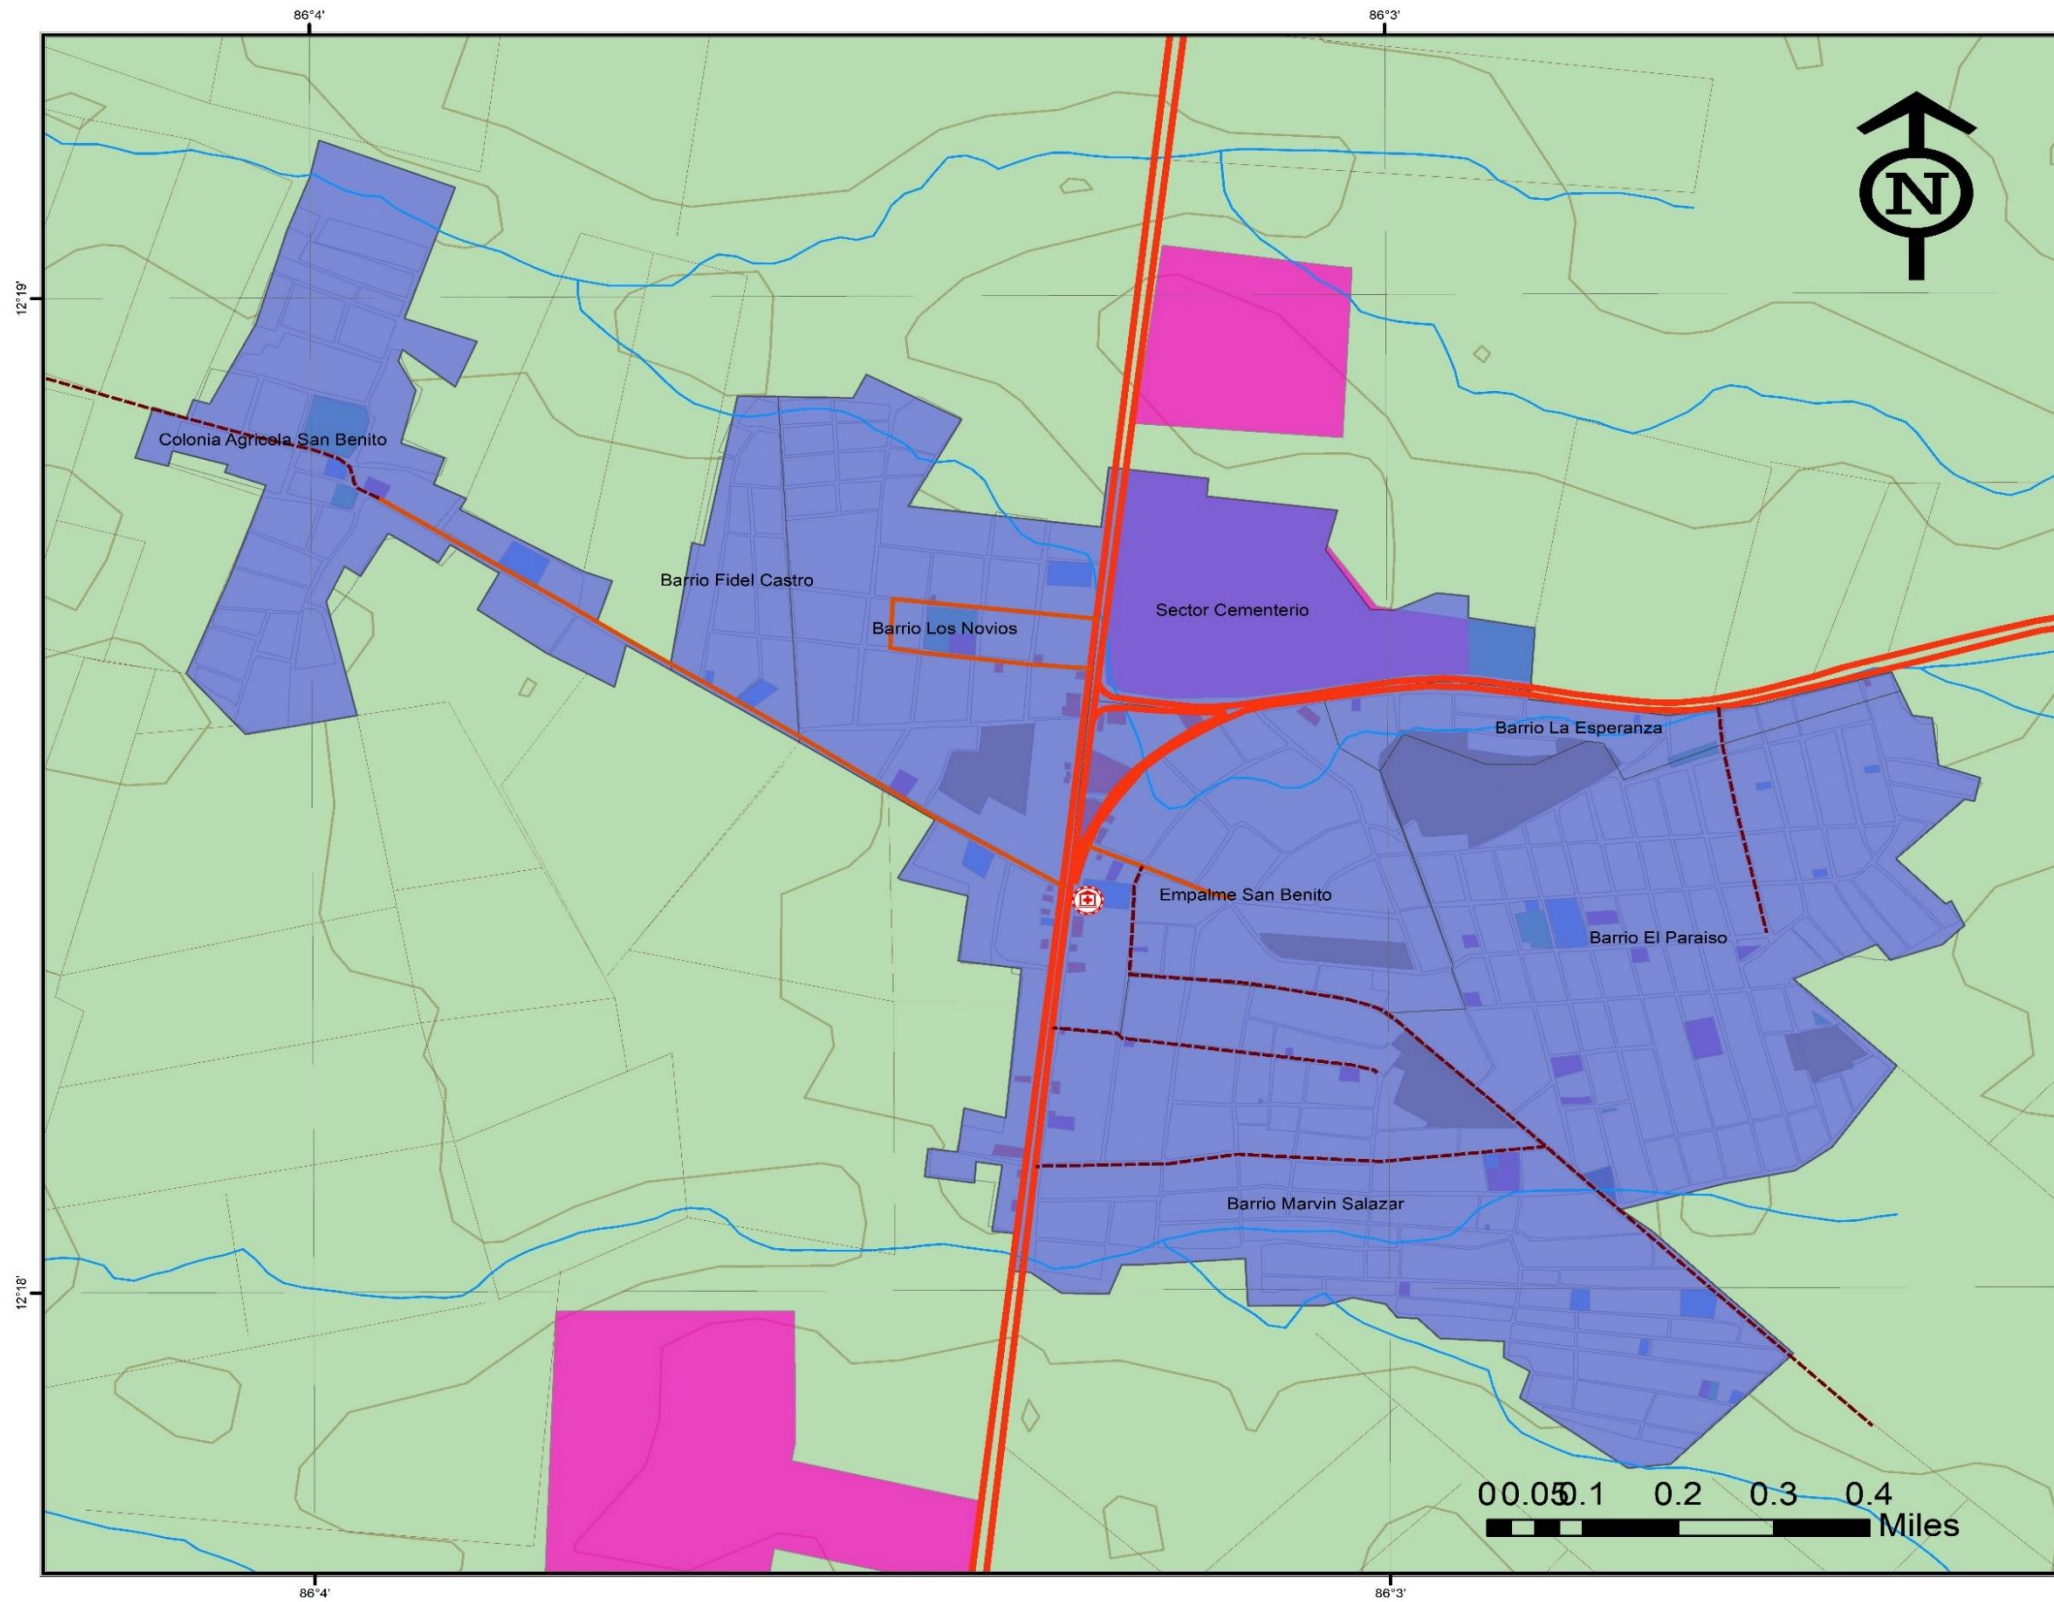 86°4'
86°3'
N
12°19'
Colonia Agricola San Benito
Barrio Fidel Castro
Sector Cementerio
Barrio Los Novios
Barrio La Esperanza
Empalme San Benito
Barrio El Paraiso
Barrio Marvin Salazar
12°18'
0 0.05 0.1 0.2 0.3 0.4
Miles
86°4'
86°3'